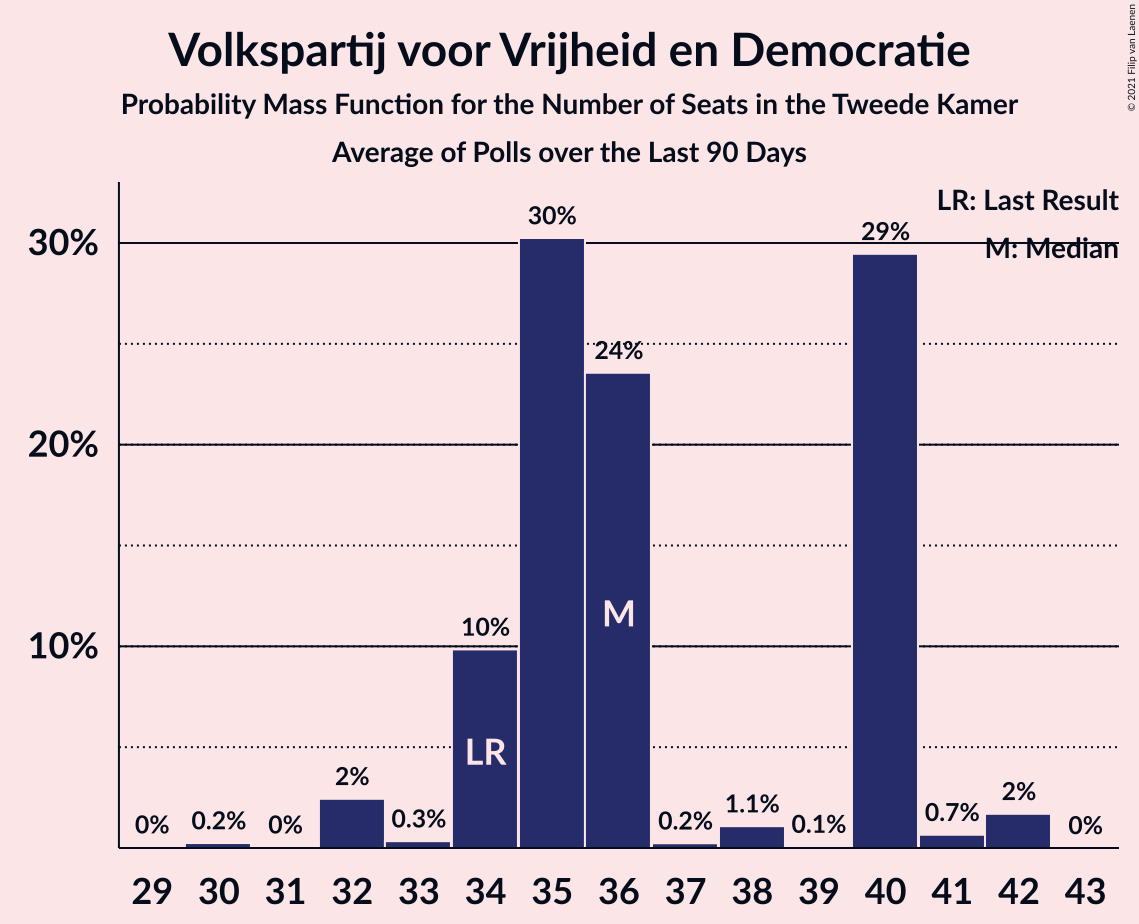 Volkspartij voor Vrijheid en Democratie
Probability Mass Function for the Number of Seats in the Tweede Kamer
Average of Polls over the Last 90 Days
© 2021 Filip van Laenen
LR: Last Result
M: Median
30%
20%
10%
0%
0.2%
0%
2%
0.3%
10%
30%
24%
0.2%
1.1%
0.1%
29%
0.7%
2%
0%
LR
M
29 30 31 32 33 34 35 36 37 38 39 40 41 42 43